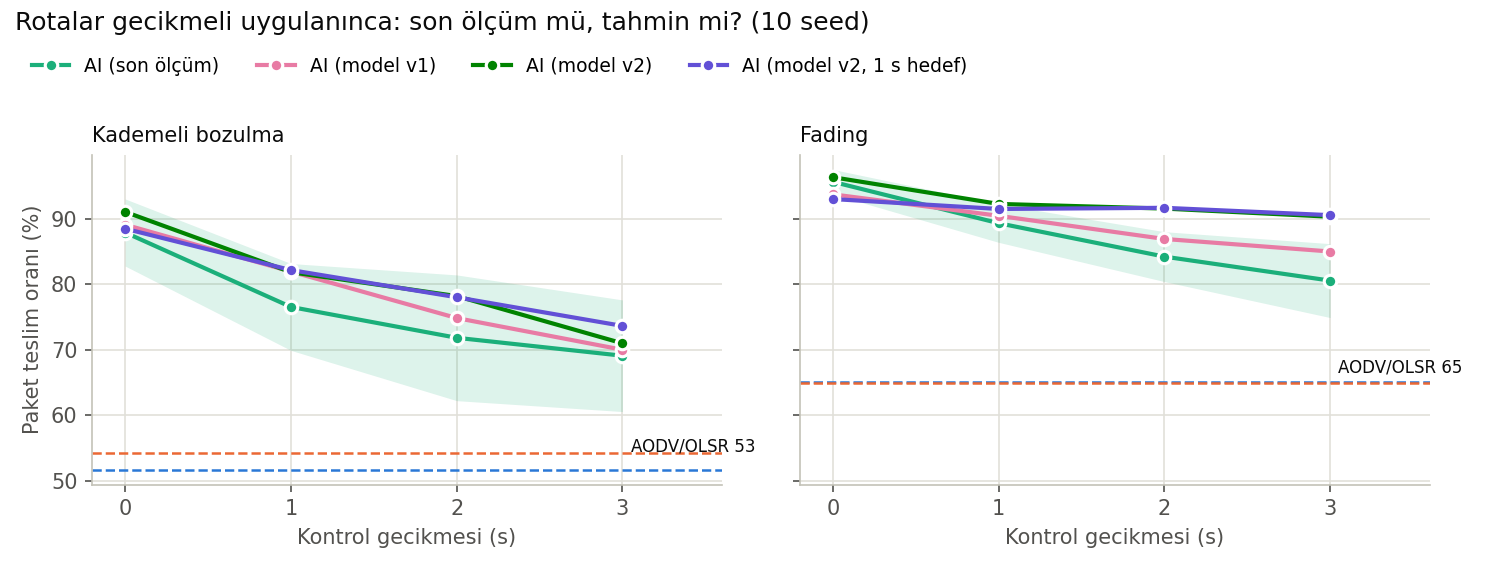 Rotalar gecikmeli uygulanınca: son ölçüm mü, tahmin mi? (10 seed)
AI (son ölçüm) AI (model v1) AI (model v2) AI (model v2, 1 s hedef)
Kademeli bozulma
Paket teslim oranı (%)
90
80
70
60
50
AODV/OLSR 53
0 1 2 3
Kontrol gecikmesi (s)
Fading
AODV/OLSR 65
0 1 2 3
Kontrol gecikmesi (s)